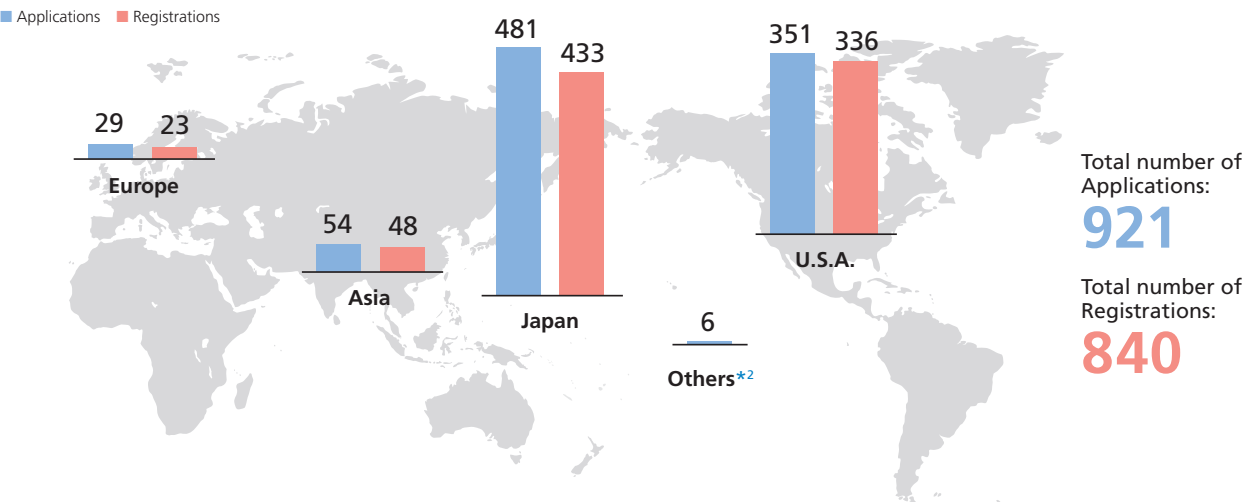 Applications Registrations
29 23
Europe
54 48
Asia
481 433
Japan
351 336
U.S.A.
6
Others*2
Total number of
Applications:
921
Total number of
Registrations:
840